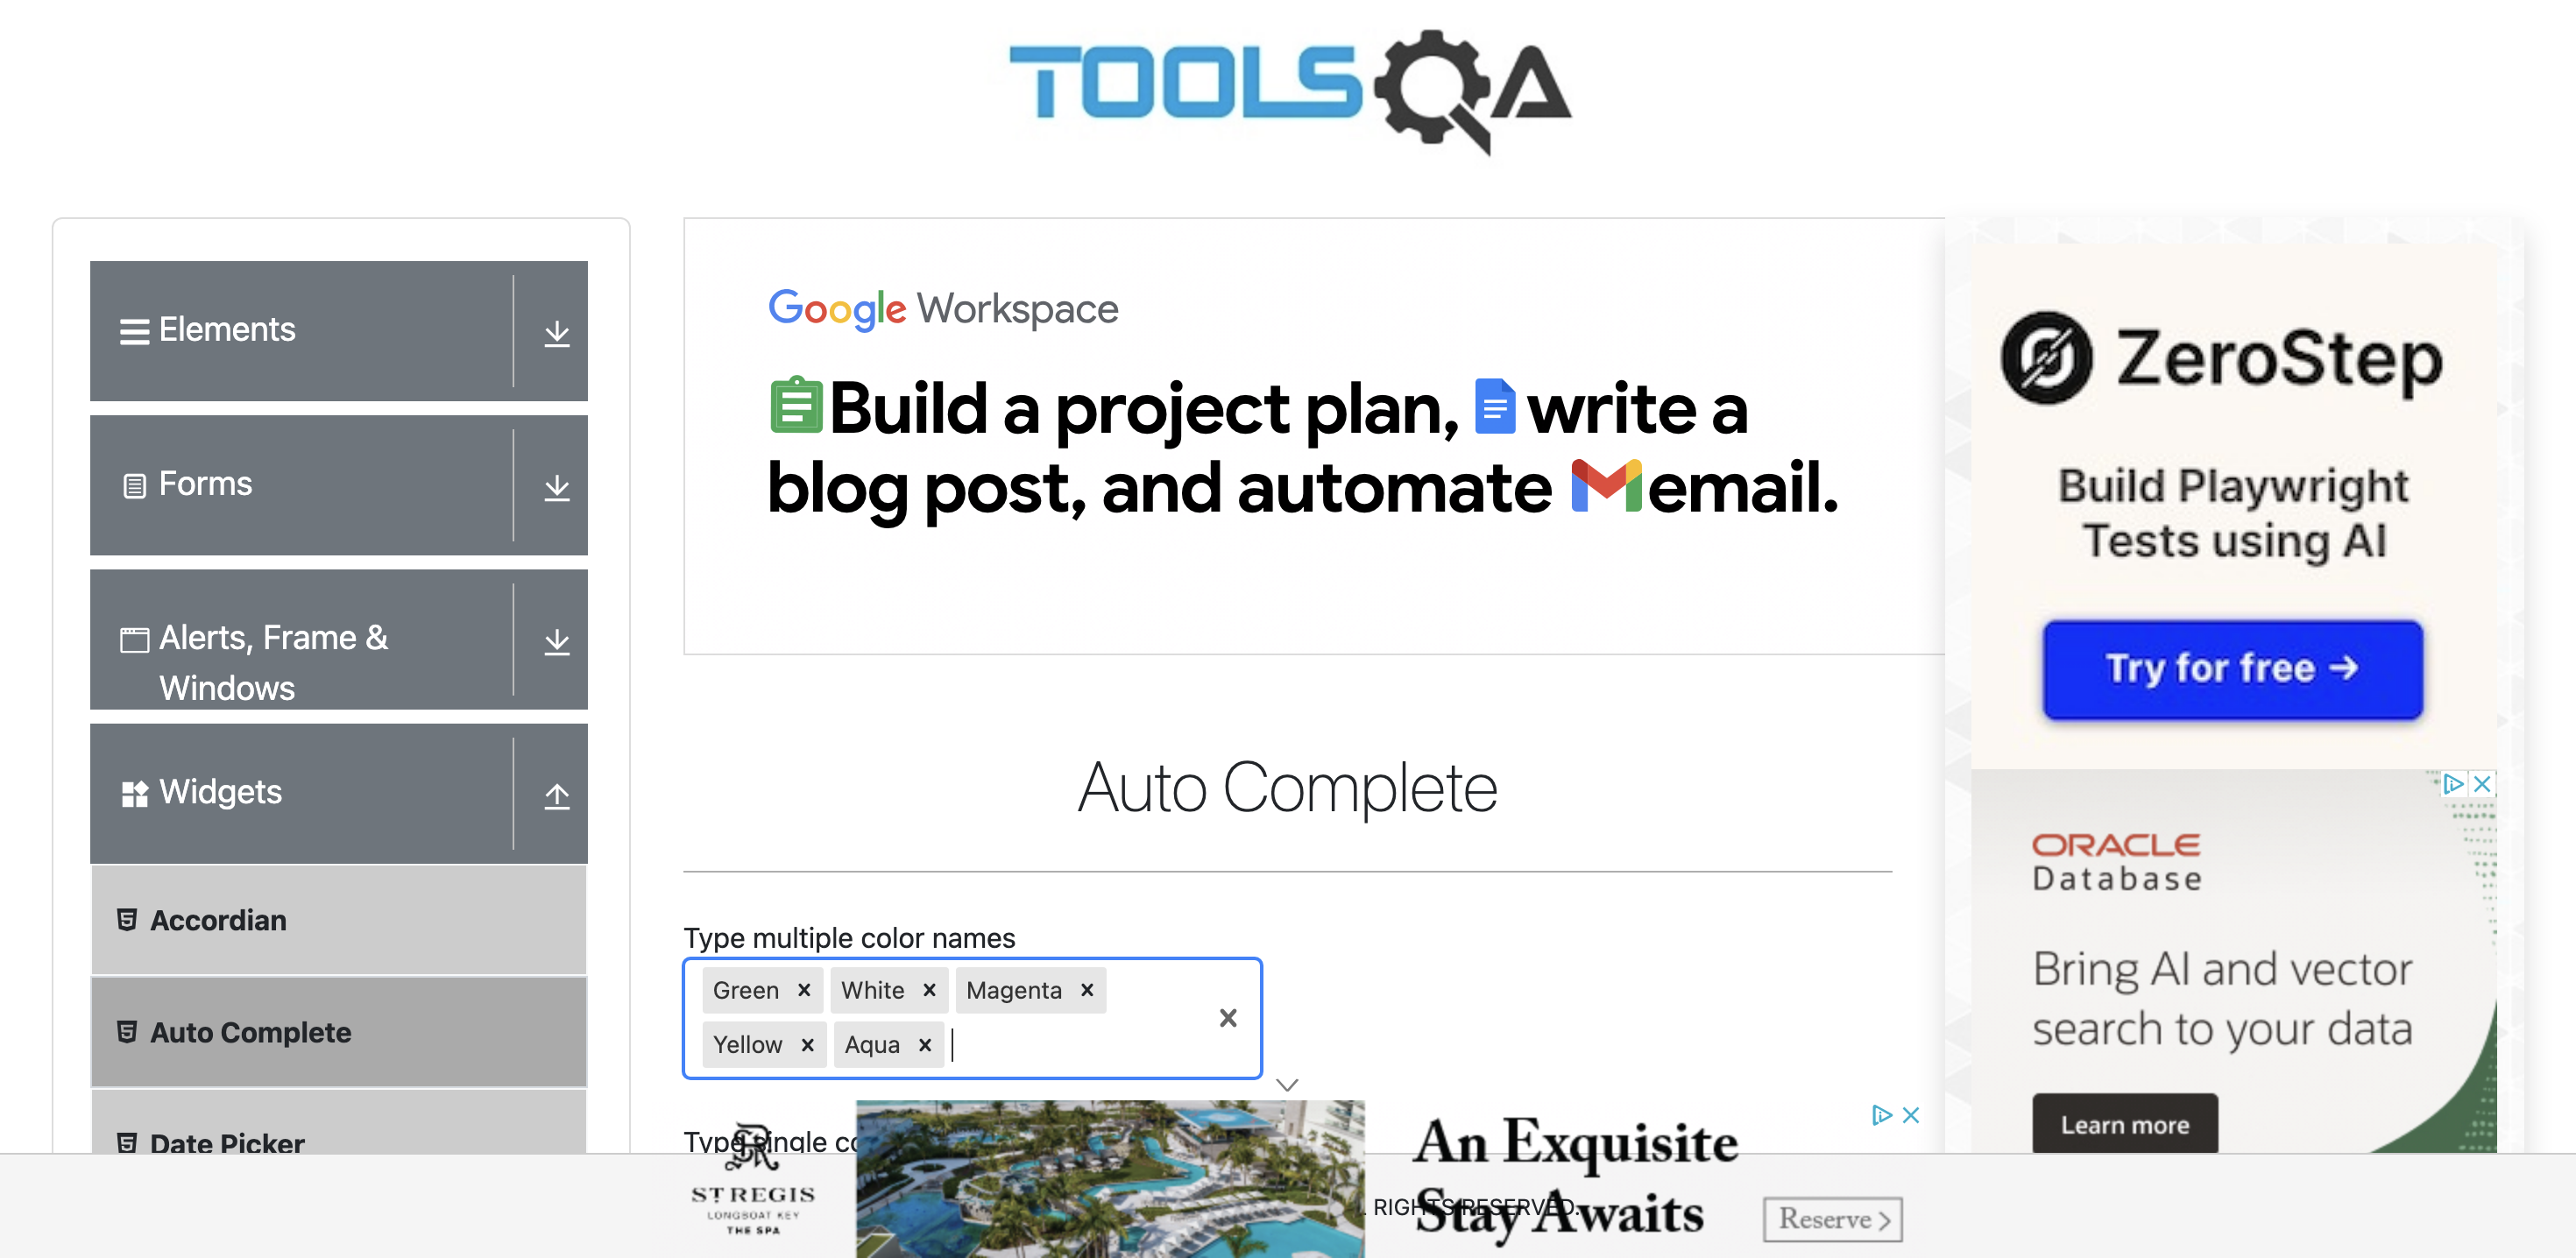 TOOLSQA
Elements
Forms
Alerts, Frame &
Windows
Widgets
Accordian
Auto Complete
Date Picker
Google Workspace
Build a project plan, write a
blog post, and automate email.
Auto Complete
Type multiple color names
Green × White × Magenta ×
Yellow × Aqua ×
Type single co
ZeroStep
Build Playwright
Tests using AI
Try for free →
ORACLE
Database
Bring AI and vector
search to your data
Learn more
ST REGIS
LONGBOAT KEY
THE SPA
An Exquisite
Stay Awaits
RIGHTS RESERVED.
Reserve >